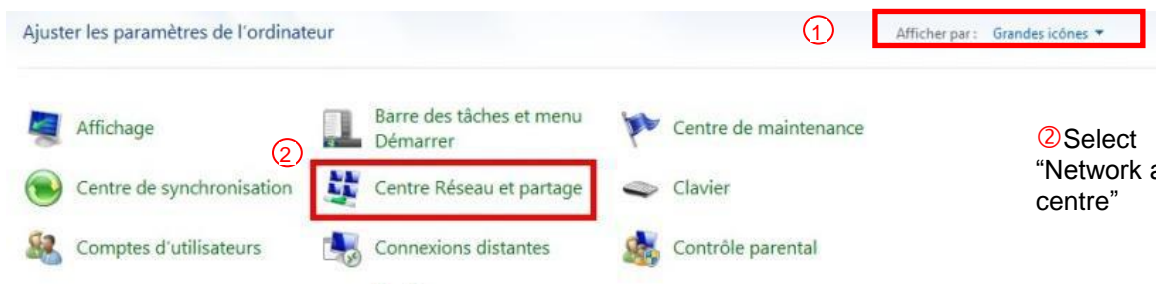 Ajuster les paramètres de l'ordinateur
① Afficher par : Grandes icônes
Affichage
Barre des tâches et menu
Démarrer
Centre de maintenance
②
Centre de synchronisation
Centre Réseau et partage
Clavier
Comptes d'utilisateurs
Connexions distantes
Contrôle parental
②Select
“Network
centre”